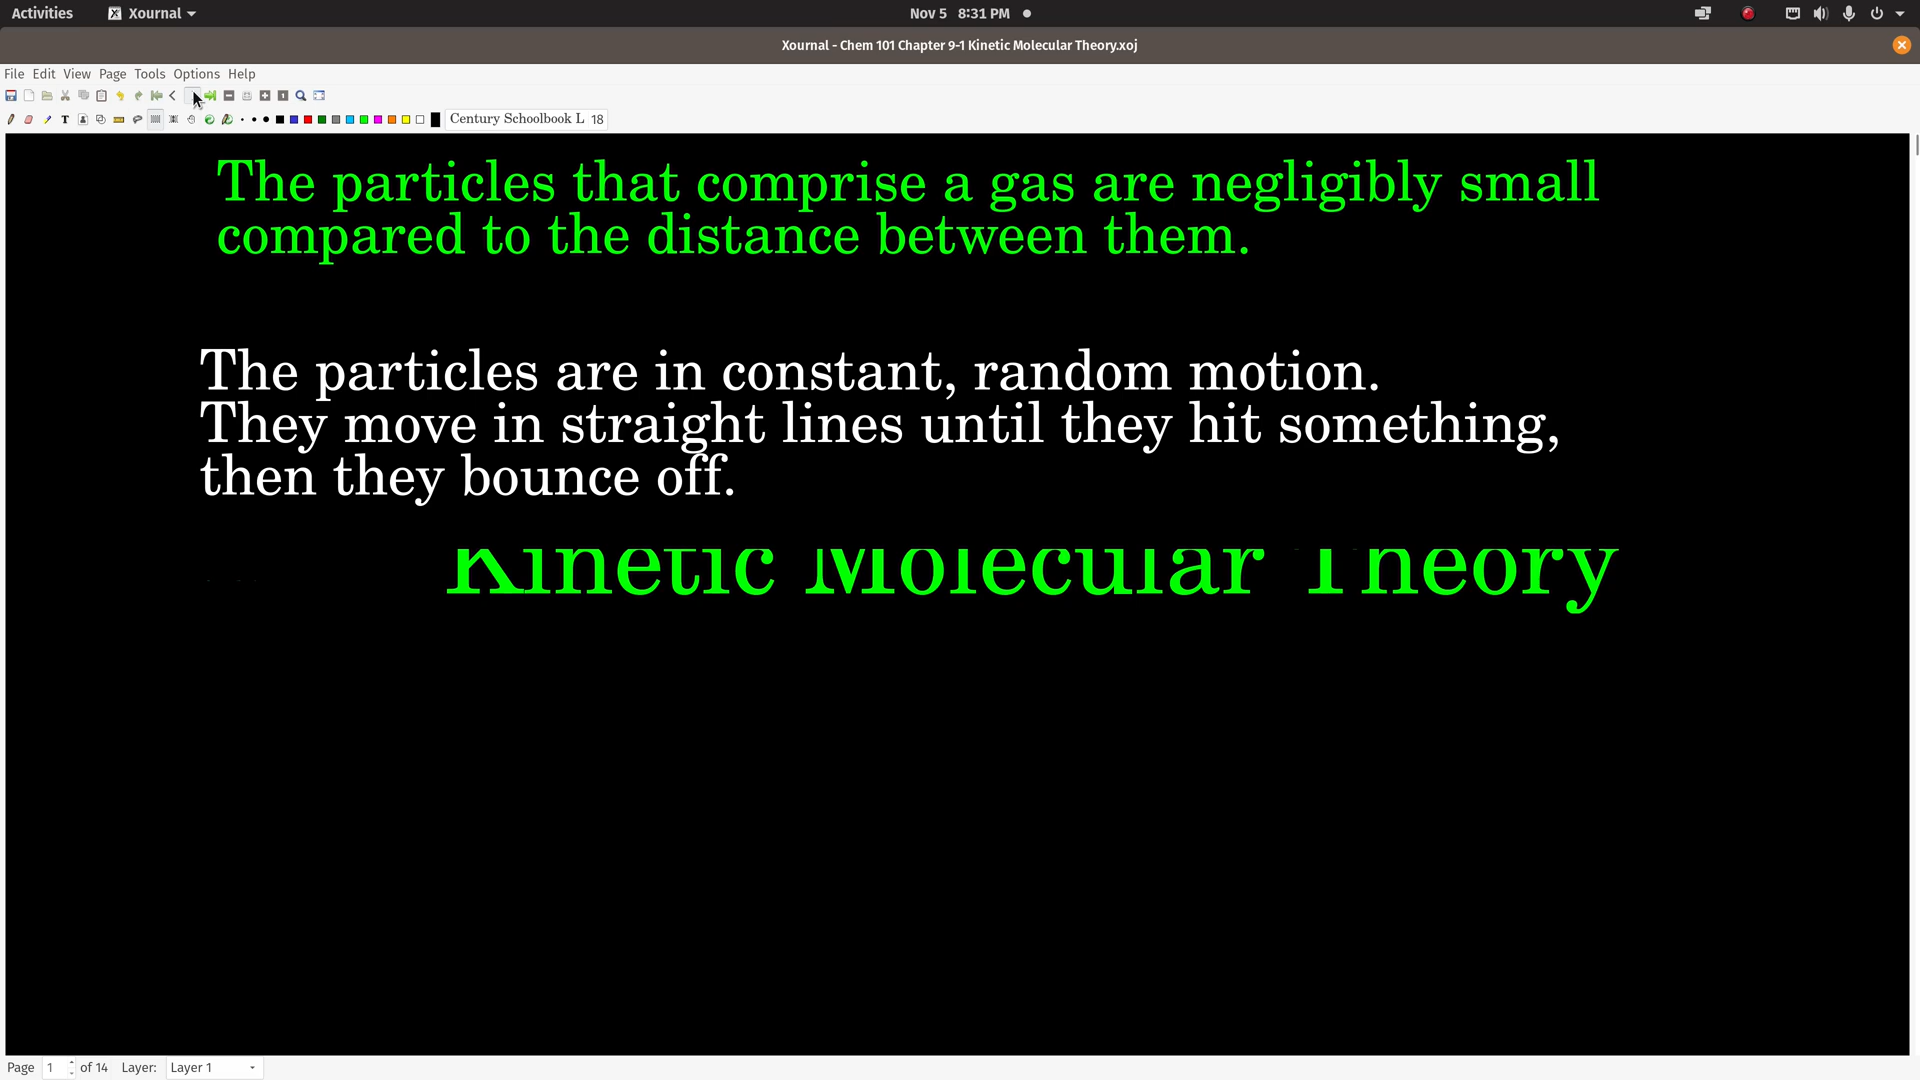 Activities
Xournal
Nov 5 8:31 PM
Xournal - Chem 101 Chapter 9-1 Kinetic Molecular Theory.xoj
File Edit View Page Tools Options Help
Century Schoolbook L 18
The particles that comprise a gas are negligibly small
compared to the distance between them.
The particles are in constant, random motion.
They move in straight lines until they hit something,
then they bounce off.
Kinetic Molecular Theory
Page 1 of 14 Layer: Layer 1